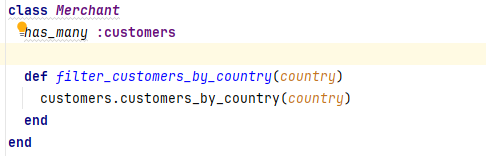 class Merchant
has_many :customers
def filter_customers_by_country(country)
customers.customers_by_country(country)
end
end